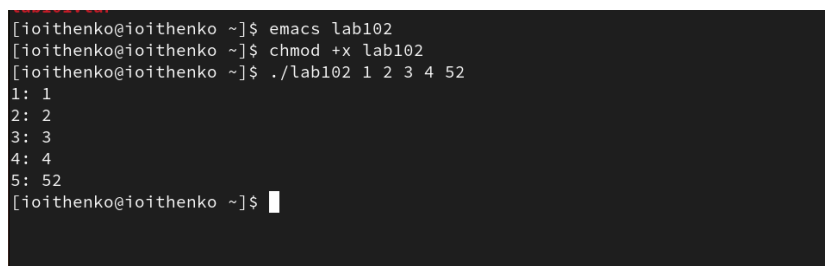 [ioithenko@ioithenko ~]$ emacs lab102
[ioithenko@ioithenko ~]$ chmod +x lab102
[ioithenko@ioithenko ~]$ ./lab102 1 2 3 4 52
1: 1
2: 2
3: 3
4: 4
5: 52
[ioithenko@ioithenko ~]$